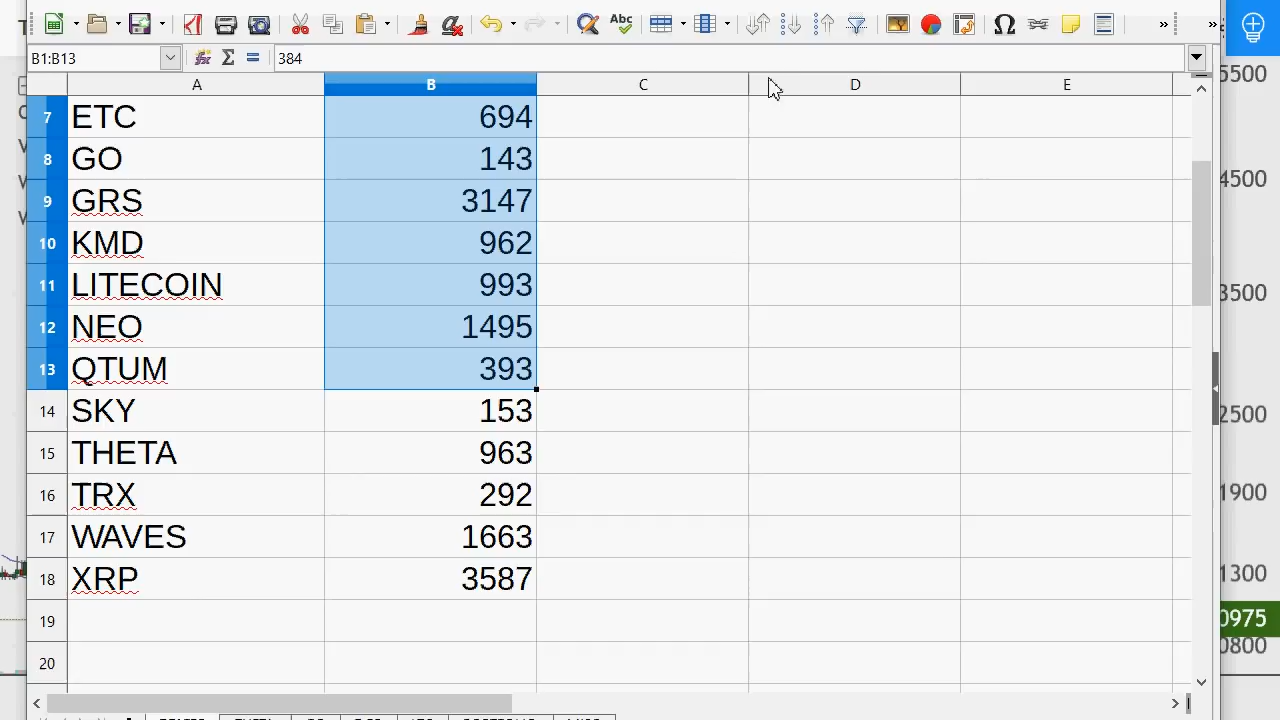 Abc
B1:B13
384
A B C D E
7 ETC 694
8 GO 143
9 GRS 3147
10 KMD 962
11 LITECOIN 993
12 NEO 1495
13 QTUM 393
14 SKY 153
15 THETA 963
16 TRX 292
17 WAVES 1663
18 XRP 3587
19
20
5500
4500
3500
2500
1900
1300
0975
0800